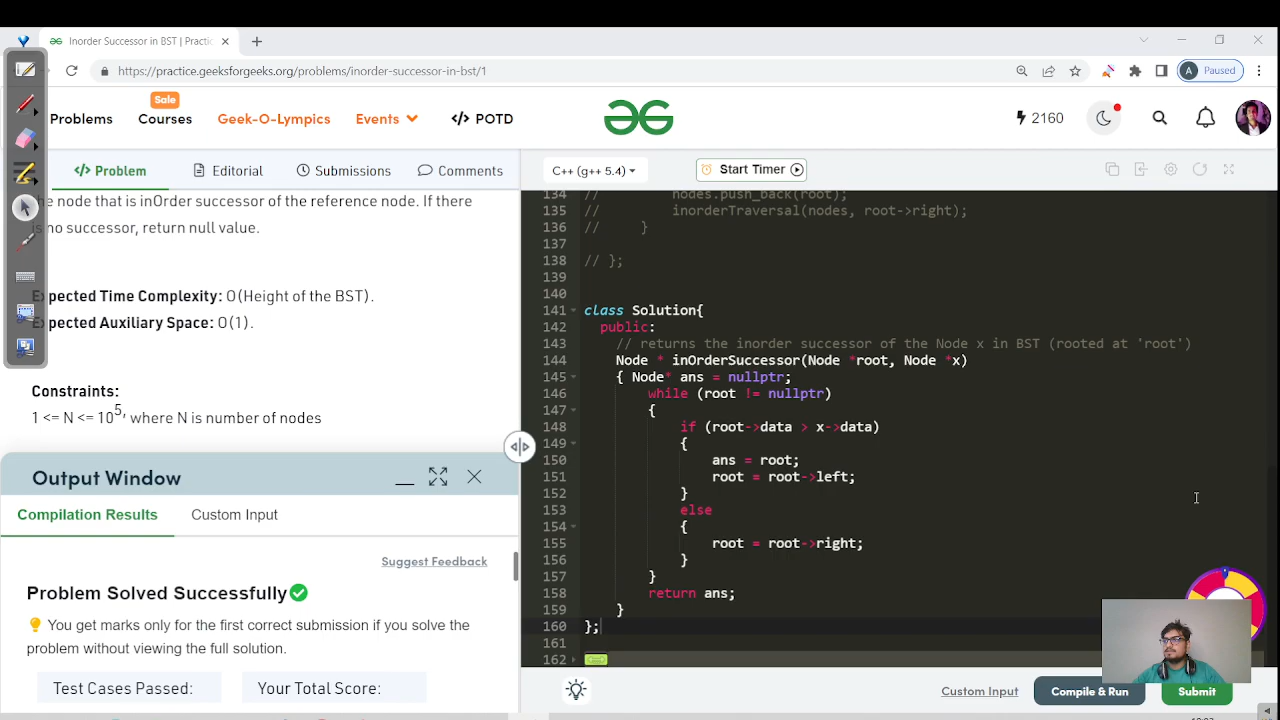 Inorder Successor in BST | Practic
https://practice.geeksforgeeks.org/problems/inorder-successor-in-bst/1
A Paused
Sale
Problems Courses Geek-O-Lympics Events </> POTD
2160
</> Problem Editorial Submissions Comments
C++ (g++ 5.4) Start Timer
the node that is inOrder successor of the reference node. If there
is no successor, return null value.
Expected Time Complexity: O(Height of the BST).
Expected Auxiliary Space: O(1).
Constraints:
1 <= N <= 10^5, where N is number of nodes
Output Window
Compilation Results Custom Input
Suggest Feedback
Problem Solved Successfully
You get marks only for the first correct submission if you solve the
problem without viewing the full solution.
Test Cases Passed: Your Total Score:
134 // nodes.push_back(root);
135 // inorderTraversal(nodes, root->right);
136 // }
137
138 // };
139
140
141 class Solution{
142 public:
143 // returns the inorder successor of the Node x in BST (rooted at 'root')
144 Node * inOrderSuccessor(Node *root, Node *x)
145 { Node* ans = nullptr;
146 while (root != nullptr)
147 {
148 if (root->data > x->data)
149 {
150 ans = root;
151 root = root->left;
152 }
153 else
154 {
155 root = root->right;
156 }
157 }
158 return ans;
159 }
160 };
161
162
Custom Input Compile & Run Submit